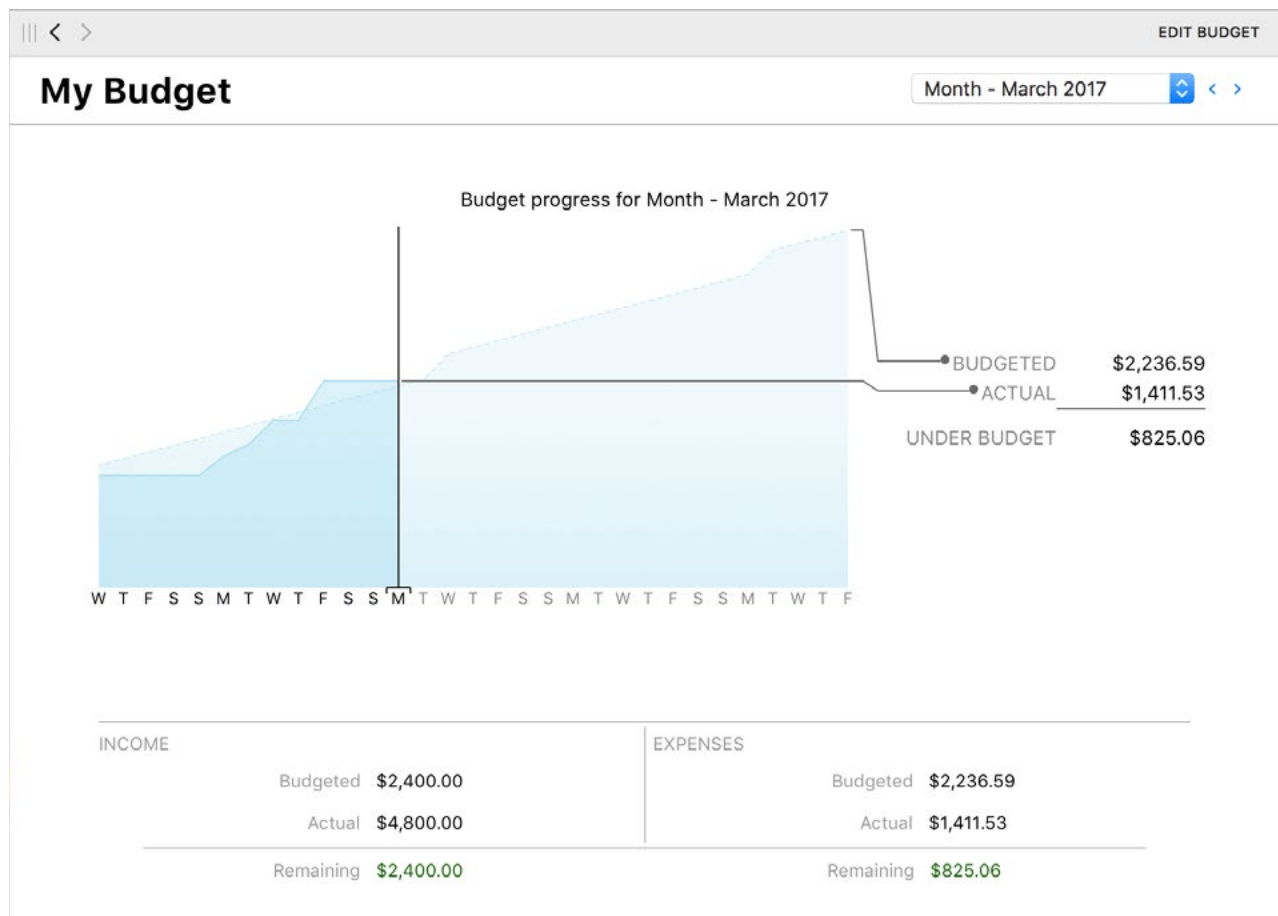 EDIT BUDGET
My Budget
Month - March 2017
Budget progress for Month - March 2017
BUDGETED $2,236.59
ACTUAL $1,411.53
UNDER BUDGET $825.06
W T F S S M T W T F S S M T W T F S S M T W T F S S M T W T F
INCOME
Budgeted $2,400.00
Actual $4,800.00
Remaining $2,400.00
EXPENSES
Budgeted $2,236.59
Actual $1,411.53
Remaining $825.06